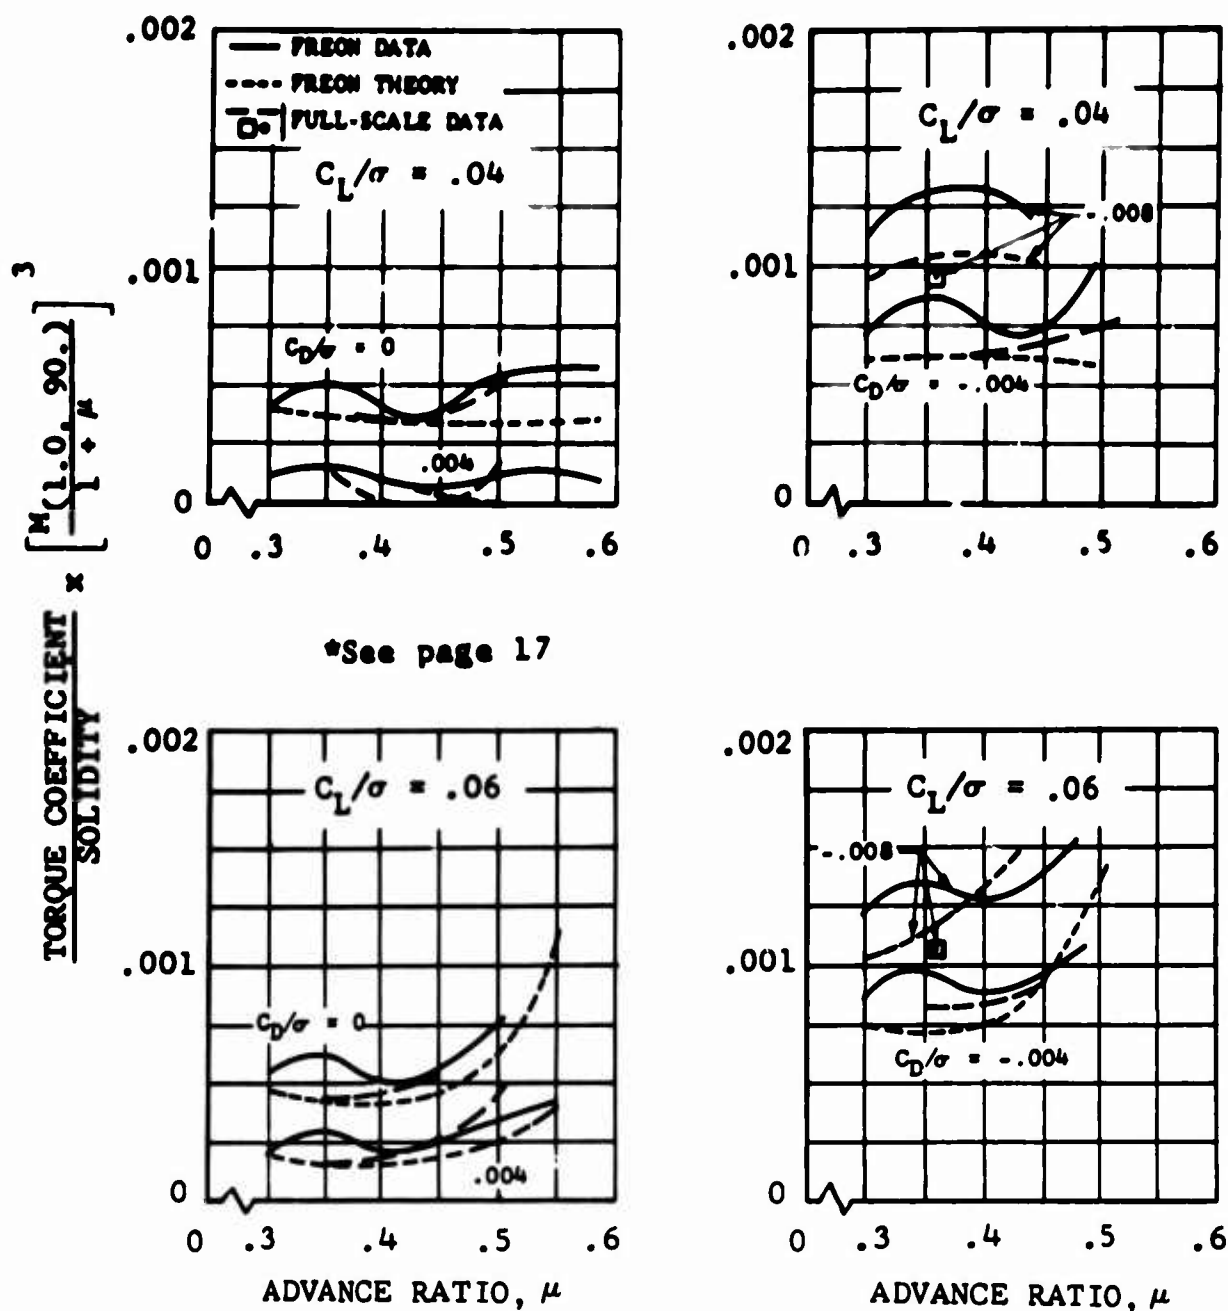 TORQUE COEFFICIENT
SOLIDITY
x [M(1.0, 90.)
1 + μ]³
.002
FREON DATA
FREON THEORY
FULL-SCALE DATA
C_L/σ = .04
.001
C_D/σ = 0
.004
0
0 .3 .4 .5 .6
.002
C_L/σ = .04
-.008
.001
C_D/σ = -.004
0
0 .3 .4 .5 .6
*See page 17
.002
C_L/σ = .06
.001
C_D/σ = 0
.004
0
0 .3 .4 .5 .6
ADVANCE RATIO, μ
.002
C_L/σ = .06
-.008
.001
C_D/σ = -.004
0
0 .3 .4 .5 .6
ADVANCE RATIO, μ